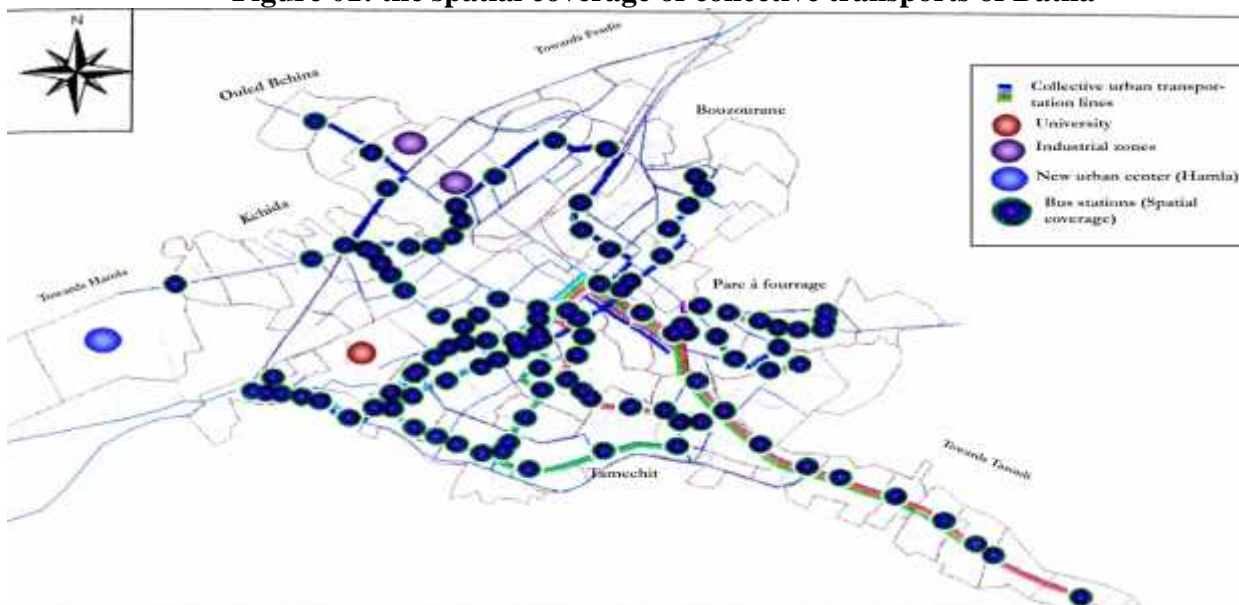 Figure 02: the spatial coverage of collective transports of Batna
N
Towards Fesdis
Ouled Bchina
Bouzourane
Kchida
Towards Hamla
Parc à fourrage
Tamechit
Towards Tazoult
Collective urban transpor-
tation lines
University
Industrial zones
New urban center (Hamla)
Bus stations (Spatial
coverage)